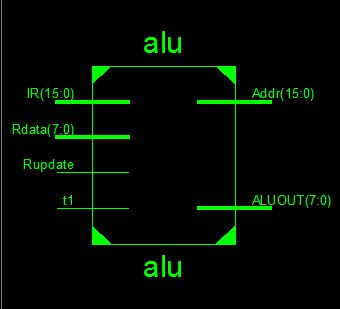 alu
IR(15:0)
Addr(15:0)
Rdata(7:0)
Rupdate
t1
ALUOUT(7:0)
alu